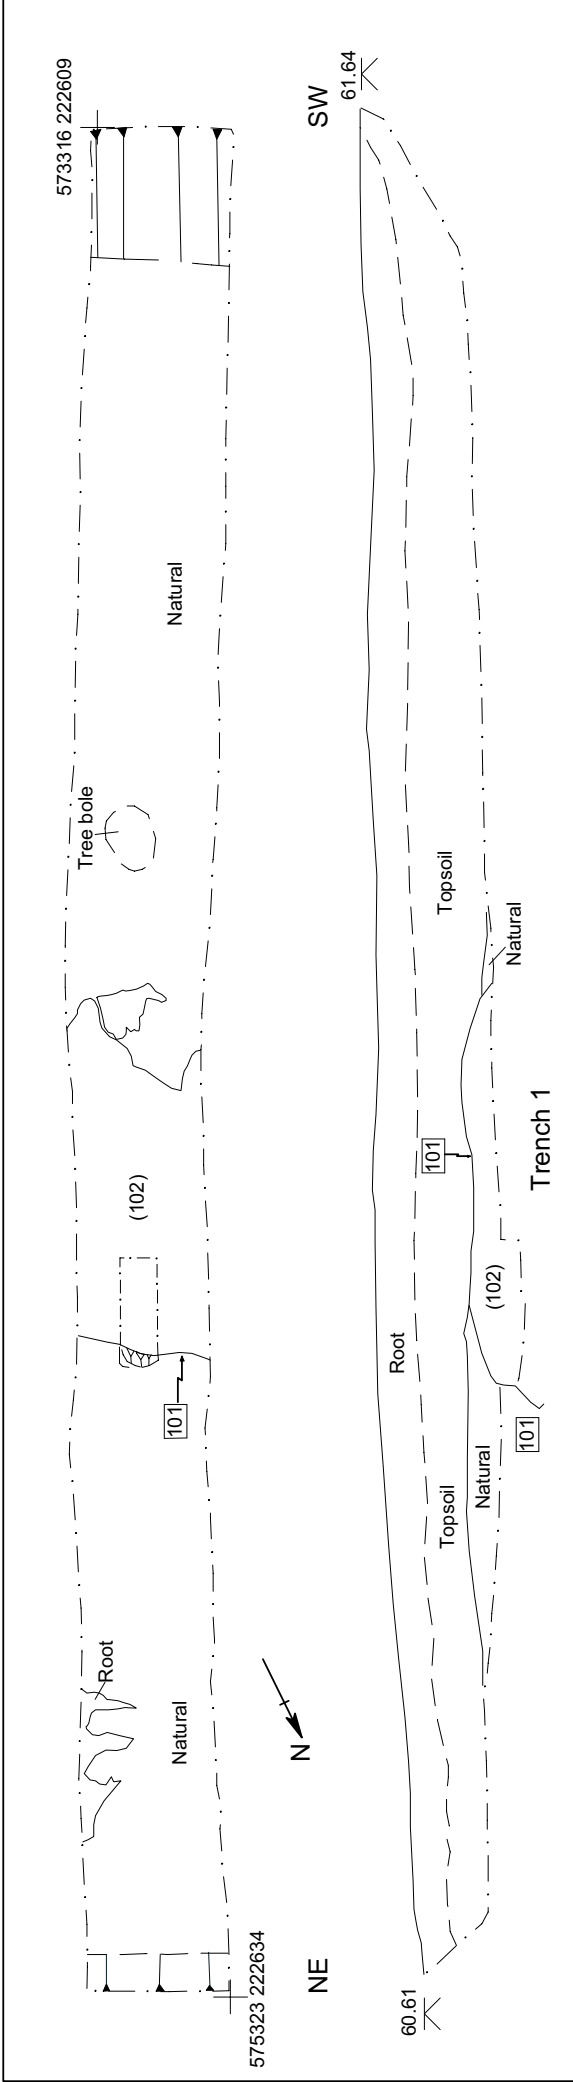 573316 222609
Natural
Tree bole
(102)
101
Root
Natural
575323 222634
N
NE
SW
60.61
61.64
Root
Topsoil
Topsoil
Natural
Natural
101
101
(102)
Trench 1